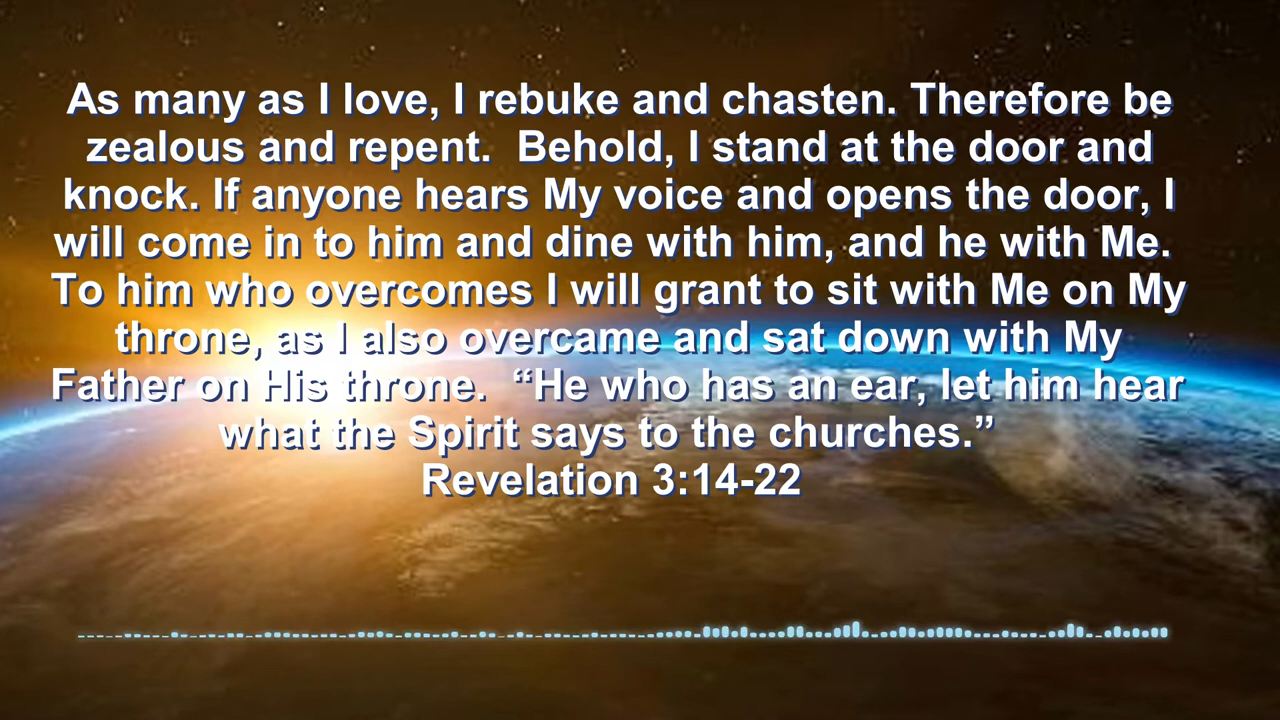 As many as I love, I rebuke and chasten. Therefore be
zealous and repent.  Behold, I stand at the door and
knock. If anyone hears My voice and opens the door, I
will come in to him and dine with him, and he with Me.
To him who overcomes I will grant to sit with Me on My
throne, as I also overcame and sat down with My
Father on His throne.  “He who has an ear, let him hear
what the Spirit says to the churches.”
Revelation 3:14-22